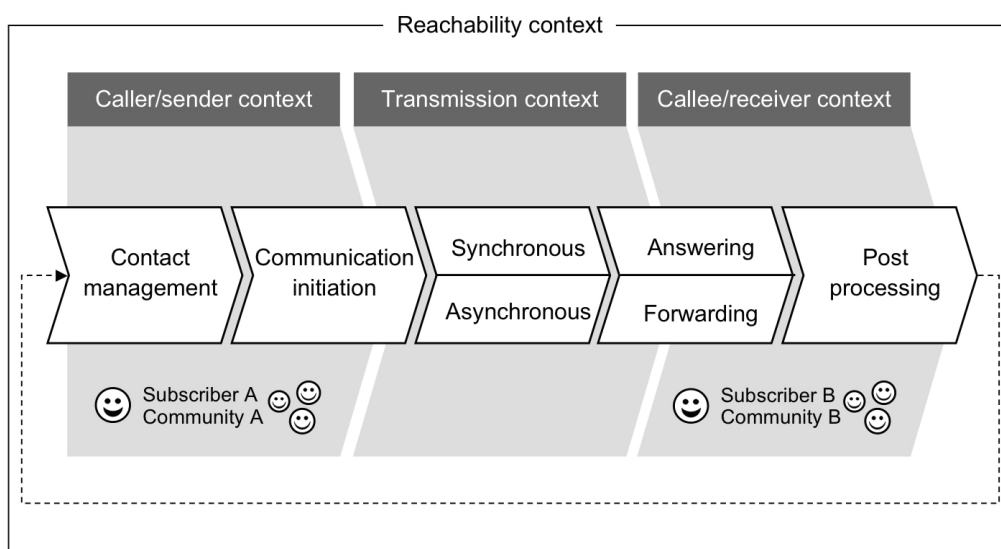 Reachability context
Caller/sender context
Transmission context
Callee/receiver context
Contact
management
Communication
initiation
Synchronous
Asynchronous
Answering
Forwarding
Post
processing
Subscriber A
Community A
Subscriber B
Community B